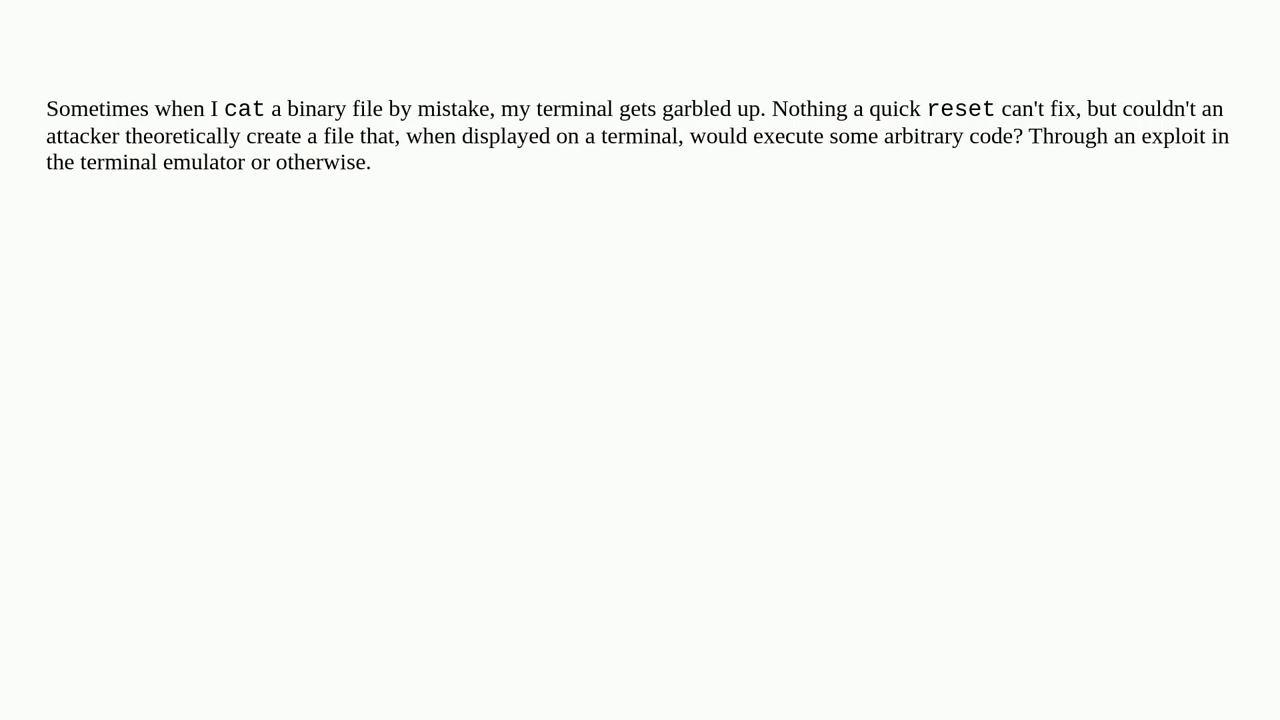 Sometimes when I cat a binary file by mistake, my terminal gets garbled up. Nothing a quick reset can't fix, but couldn't an
attacker theoretically create a file that, when displayed on a terminal, would execute some arbitrary code? Through an exploit in
the terminal emulator or otherwise.